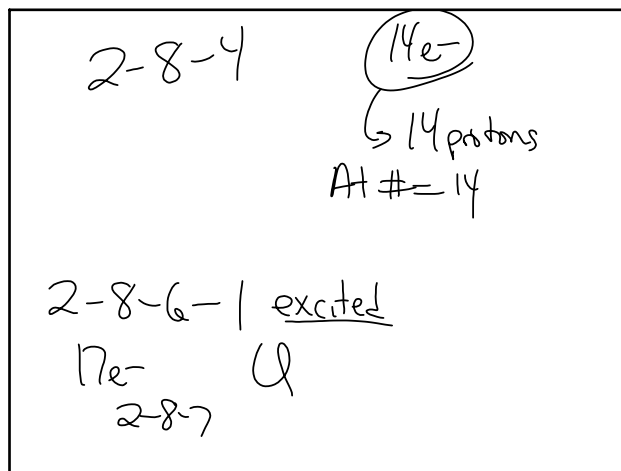 2-8-4
14e-
14 protons
At # = 14
2-8-6-1 excited
17e- Cl
2-8-7